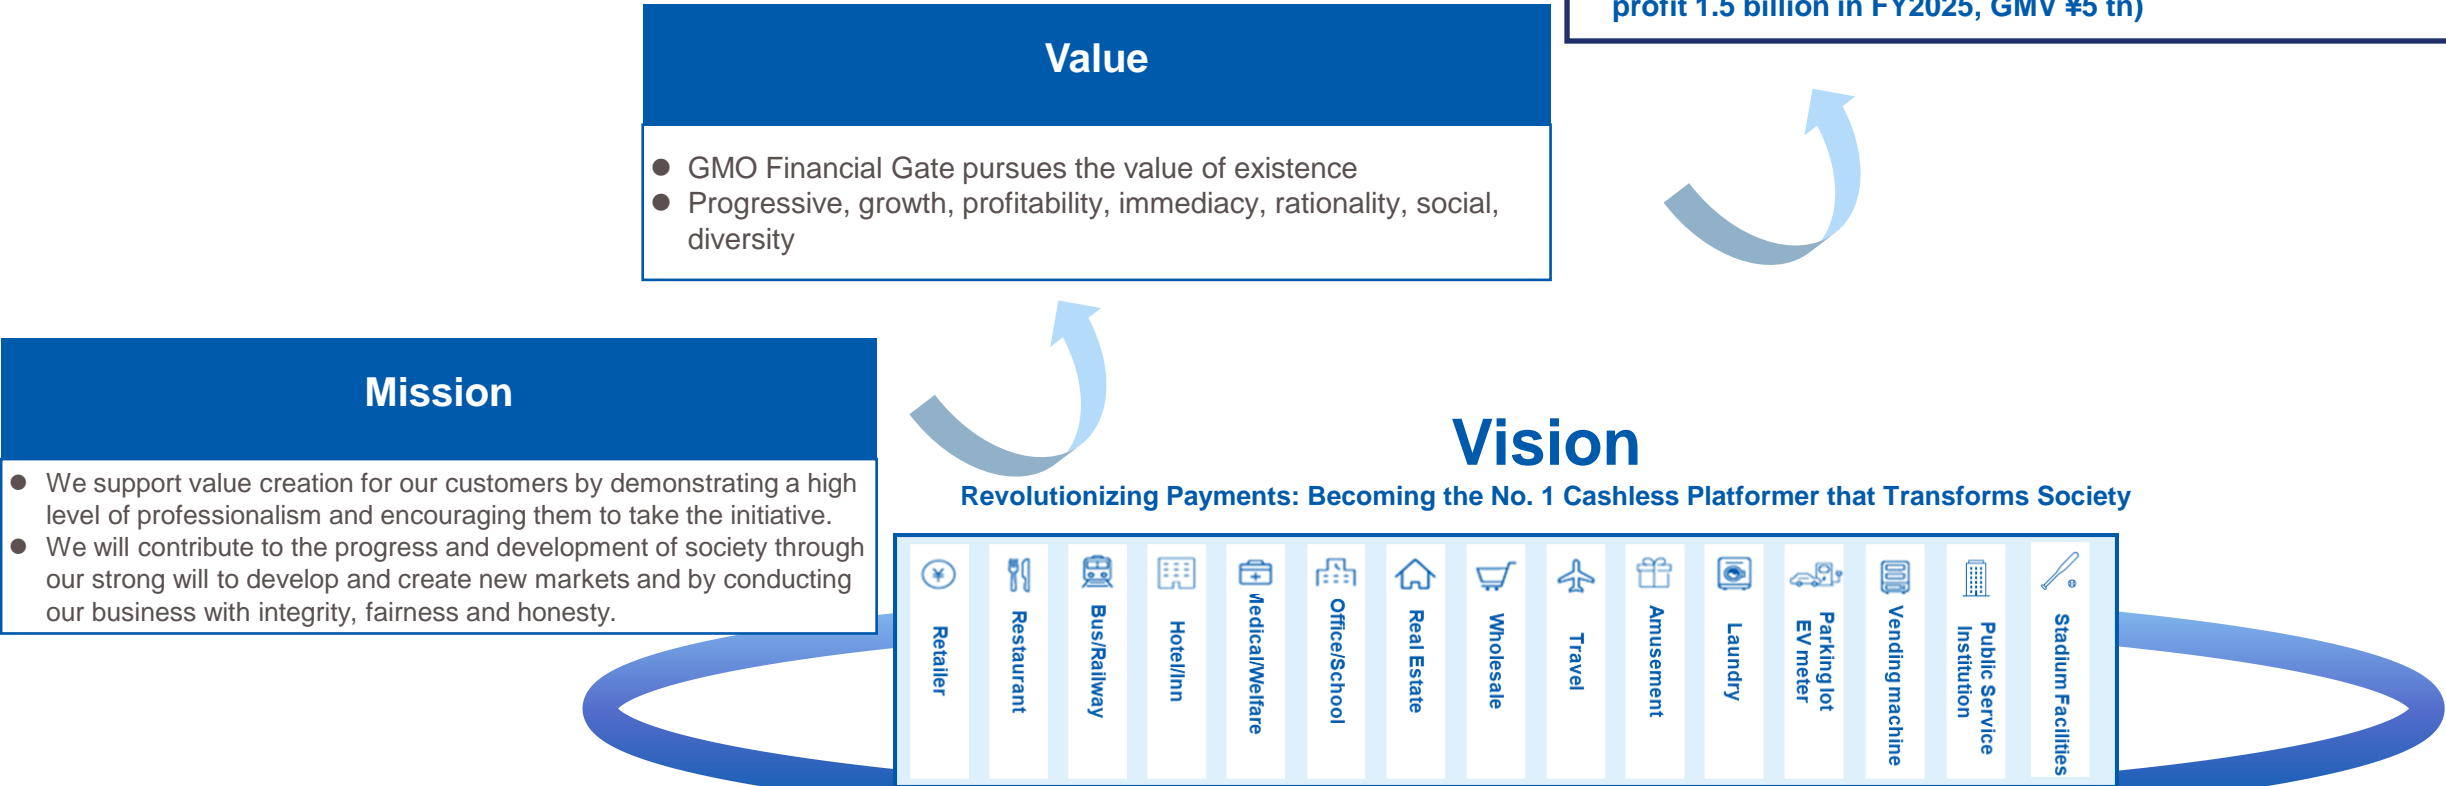 profit 1.5 billion in FY2025, GMV ¥5 tn)
Value
● GMO Financial Gate pursues the value of existence
● Progressive, growth, profitability, immediacy, rationality, social,
diversity
Mission
● We support value creation for our customers by demonstrating a high
level of professionalism and encouraging them to take the initiative.
● We will contribute to the progress and development of society through
our strong will to develop and create new markets and by conducting
our business with integrity, fairness and honesty.
Vision
Revolutionizing Payments: Becoming the No. 1 Cashless Platformer that Transforms Society
Retailer
Restaurant
Bus/Railway
Hotel/Inn
Medical/Welfare
Office/School
Real Estate
Wholesale
Travel
Amusement
Laundry
Parking lot
EV meter
Vending machine
Public Service
Institution
Stadium Facilities